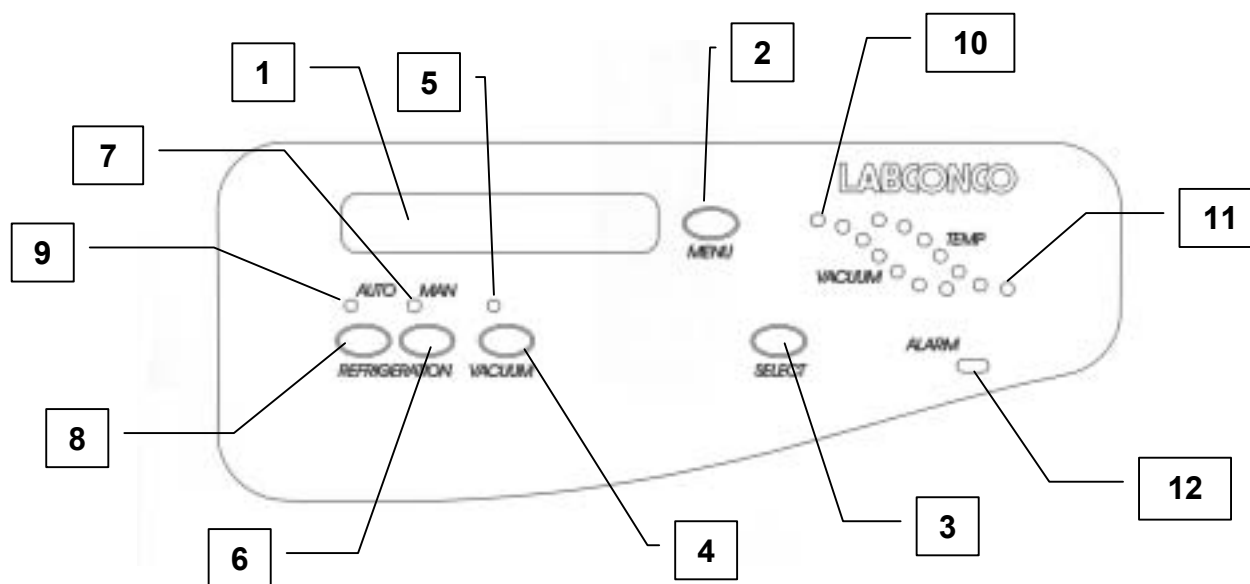 10
2
1
5
7
LABCONCO
11
9
MENU
TEMP
VACUUM
AUTO MAN
ALARM
REFRIGERATION VACUUM
SELECT
8
12
3
4
6